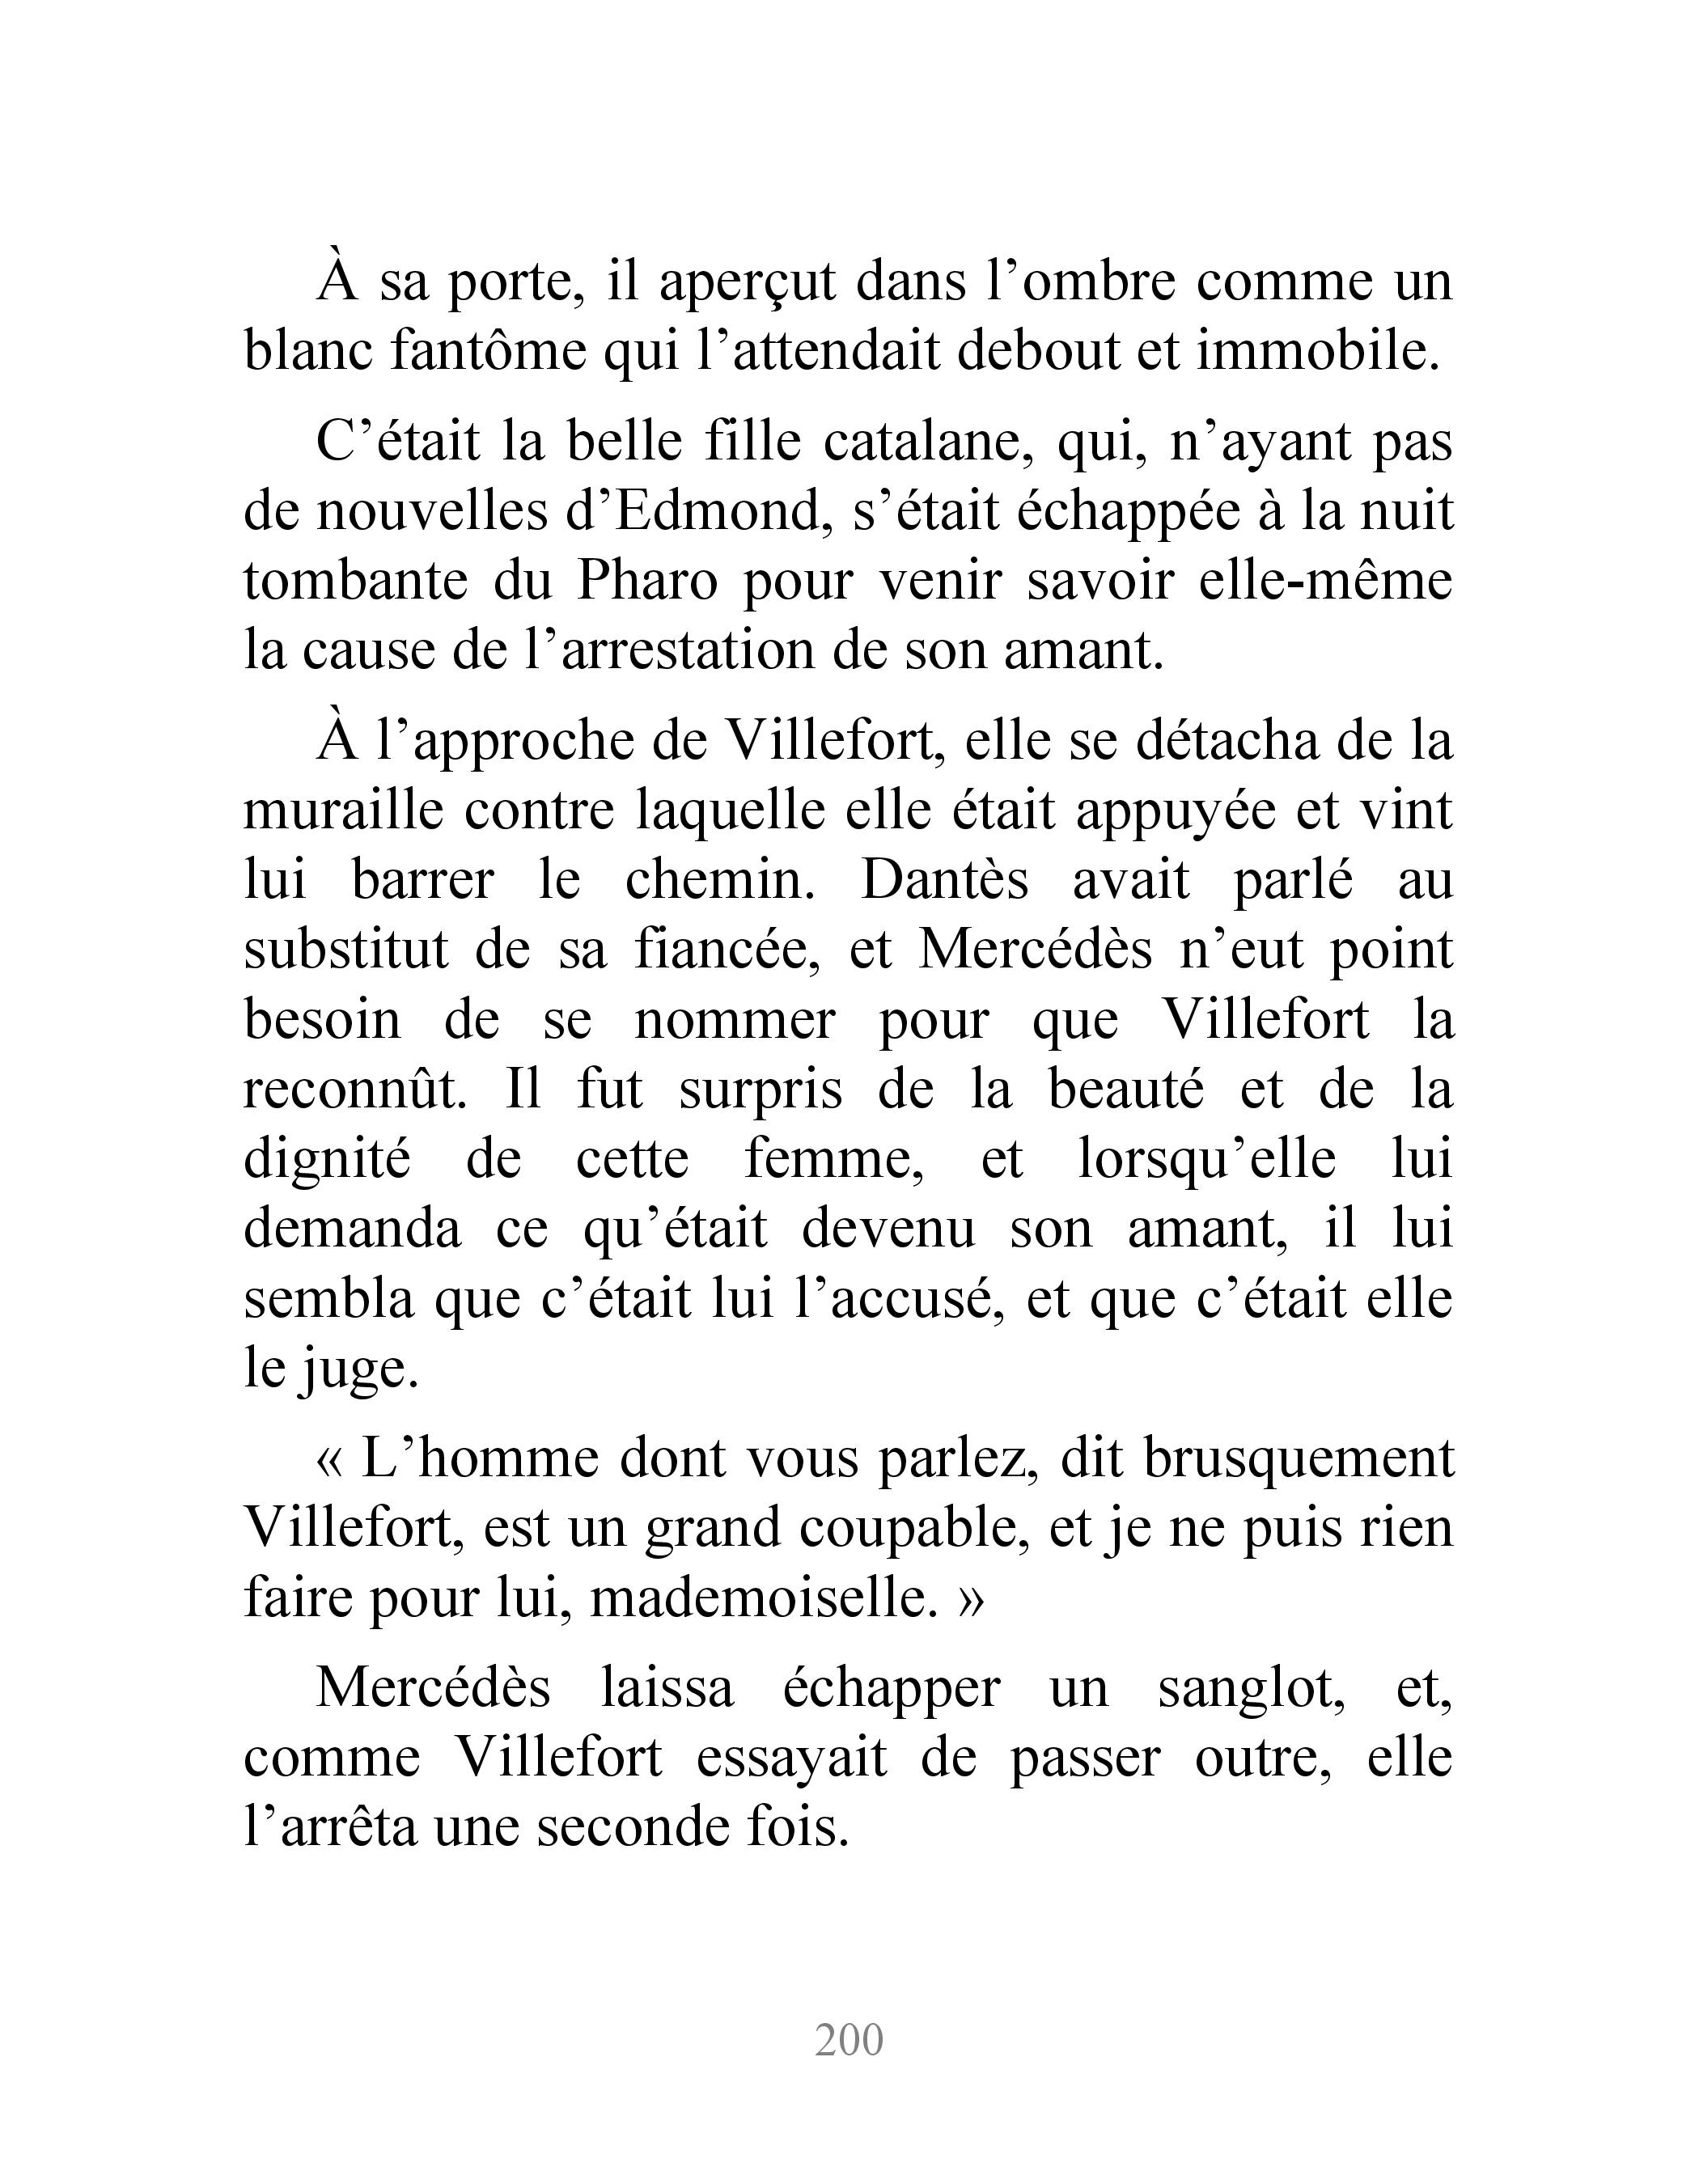 À sa porte, il aperçut dans l’ombre comme un
blanc fantôme qui l’attendait debout et immobile.
C’était la belle fille catalane, qui, n’ayant pas
de nouvelles d’Edmond, s’était échappée à la nuit
tombante du Pharo pour venir savoir elle-même
la cause de l’arrestation de son amant.
À l’approche de Villefort, elle se détacha de la
muraille contre laquelle elle était appuyée et vint
lui barrer le chemin. Dantès avait parlé au
substitut de sa fiancée, et Mercédès n’eut point
besoin de se nommer pour que Villefort la
reconnût. Il fut surpris de la beauté et de la
dignité de cette femme, et lorsqu’elle lui
demanda ce qu’était devenu son amant, il lui
sembla que c’était lui l’accusé, et que c’était elle
le juge.
« L’homme dont vous parlez, dit brusquement
Villefort, est un grand coupable, et je ne puis rien
faire pour lui, mademoiselle. »
Mercédès laissa échapper un sanglot, et,
comme Villefort essayait de passer outre, elle
l’arrêta une seconde fois.
200